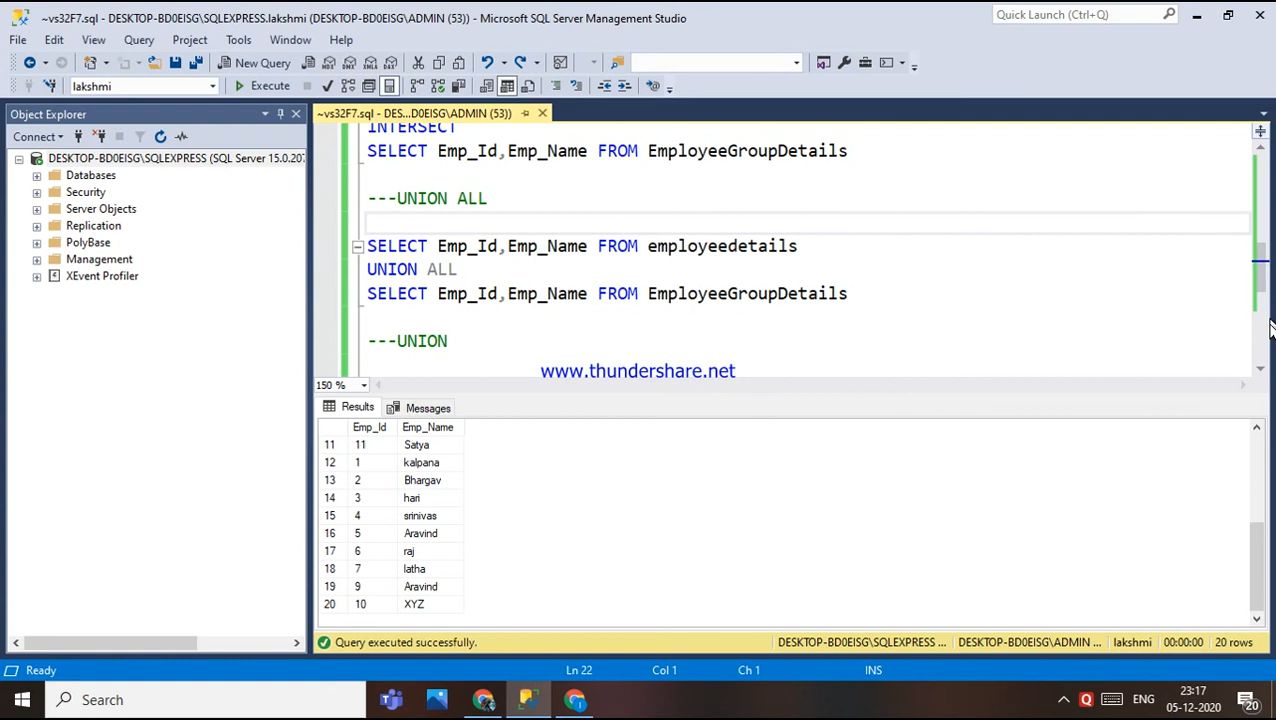 ~vs32F7.sql - DESKTOP-BD0EISG\SQLEXPRESS.lakshmi (DESKTOP-BD0EISG\ADMIN (53)) - Microsoft SQL Server Management Studio
Quick Launch (Ctrl+Q)
File Edit View Query Project Tools Window Help
New Query MDX DMX XMLA DAX
lakshmi Execute
Object Explorer
Connect
DESKTOP-BD0EISG\SQLEXPRESS (SQL Server 15.0.207
Databases
Security
Server Objects
Replication
PolyBase
Management
XEvent Profiler
~vs32F7.sql - DES...D0EISG\ADMIN (53))
INTERSECT
SELECT Emp_Id,Emp_Name FROM EmployeeGroupDetails
---UNION ALL
SELECT Emp_Id,Emp_Name FROM employeedetails
UNION ALL
SELECT Emp_Id,Emp_Name FROM EmployeeGroupDetails
---UNION
www.thundershare.net
150 %
Results Messages
Emp_Id Emp_Name
11 11 Satya
12 1 kalpana
13 2 Bhargav
14 3 hari
15 4 srinivas
16 5 Aravind
17 6 raj
18 7 latha
19 9 Aravind
20 10 XYZ
Query executed successfully. DESKTOP-BD0EISG\SQLEXPRESS ... DESKTOP-BD0EISG\ADMIN ... lakshmi 00:00:00 20 rows
Ready Ln 22 Col 1 Ch 1 INS
Search ENG 23:17
05-12-2020 20